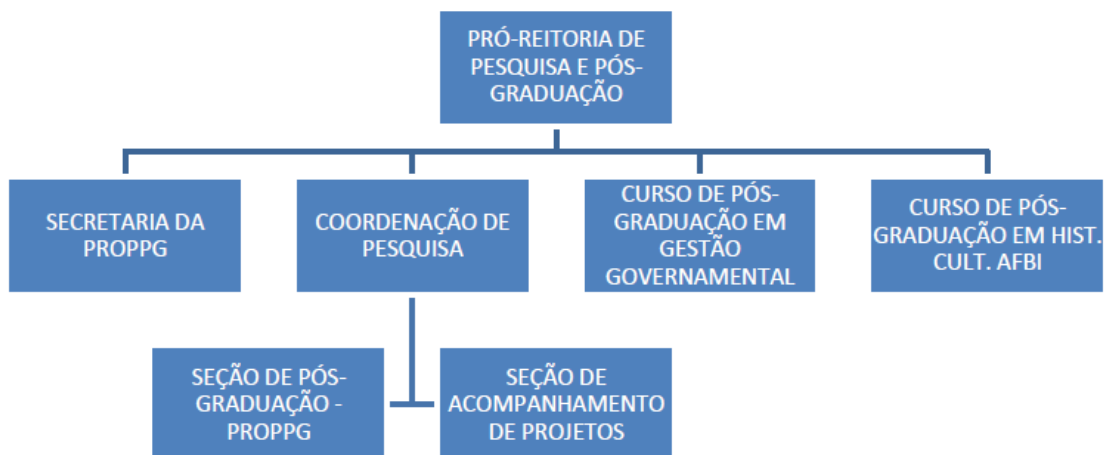 PRÓ-REITORIA DE
PESQUISA E PÓS-
GRADUAÇÃO
SECRETARIA DA
PROPPG
COORDENAÇÃO DE
PESQUISA
CURSO DE PÓS-
GRADUAÇÃO EM
GESTÃO
GOVERNAMENTAL
CURSO DE PÓS-
GRADUAÇÃO EM HIST.
CULT. AFBI
SEÇÃO DE PÓS-
GRADUAÇÃO -
PROPPG
SEÇÃO DE
ACOMPANHAMENTO
DE PROJETOS